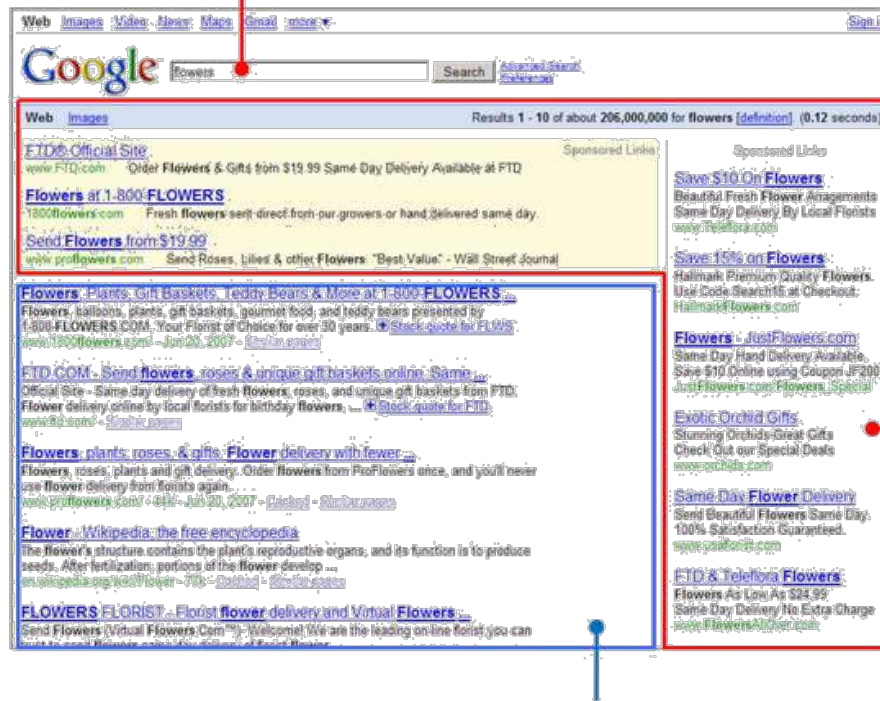 Web Images Video News Maps Gmail more ▼
Sign i
Google
flowers
Search
Advanced Search
Preferences
Web Images
Results 1 - 10 of about 206,000,000 for flowers [definition]. (0.12 seconds)
FTD® Official Site
Sponsored Links
www.FTD.com Order Flowers & Gifts from $19.99 Same Day Delivery Available at FTD
Flowers at 1-800 FLOWERS
1800flowers.com Fresh flowers sent direct from our growers or hand delivered same day.
Send Flowers from $19.99
www.proflowers.com Send Roses, Lilies & other Flowers. "Best Value" - Wall Street Journal
Flowers, Plants, Gift Baskets, Teddy Bears & More at 1-800-FLOWERS ...
Flowers, balloons, plants, gift baskets, gourmet food, and teddy bears presented by
1-800-FLOWERS.COM, Your Florist of Choice for over 30 years. Stock quote for FLWS
www.1800flowers.com/ - Jun 20, 2007 - Similar pages
FTD.COM - Send flowers, roses & unique gift baskets online. Same ...
Official Site - Same day delivery of fresh flowers, roses, and unique gift baskets from FTD.
Flower delivery online by local florists for birthday flowers, .... Stock quote for FTD
www.ftd.com/ - Similar pages
Flowers, plants, roses, & gifts. Flower delivery with fewer ...
Flowers, roses, plants and gift delivery. Order flowers from ProFlowers once, and you'll never
use flower delivery from florists again.
www.proflowers.com/ - Jun 20, 2007 - Cached - Similar pages
Flower - Wikipedia, the free encyclopedia
The flower's structure contains the plant's reproductive organs, and its function is to produce
seeds. After fertilization, portions of the flower develop ...
en.wikipedia.org/wiki/Flower - Cached - Similar pages
FLOWERS FLORIST - Florist flower delivery and Virtual Flowers ...
Send Flowers (Virtual Flowers.Com™)- Welcome! We are the leading on-line florist you can
Sponsored Links
Save $10 On Flowers
Beautiful Fresh Flower Arragements
Same Day Delivery By Local Florists
www.Teleflora.com
Save 15% on Flowers
Hallmark Premium Quality Flowers.
Use Code Search15 at Checkout.
HallmarkFlowers.com
Flowers - JustFlowers.com
Same Day Hand Delivery Available.
Save $10 Online using Coupon JF200
JustFlowers.com/Flowers_Special
Exotic Orchid Gifts
Stunning Orchids-Great Gifts
Check Out our Special Deals
www.orchids.com
Same Day Flower Delivery
Send Beautiful Flowers Same Day.
100% Satisfaction Guaranteed.
FTD & Teleflora Flowers
Flowers As Low As $24.99
Same Day Delivery No Extra Charge
www.FlowersAllOver.com